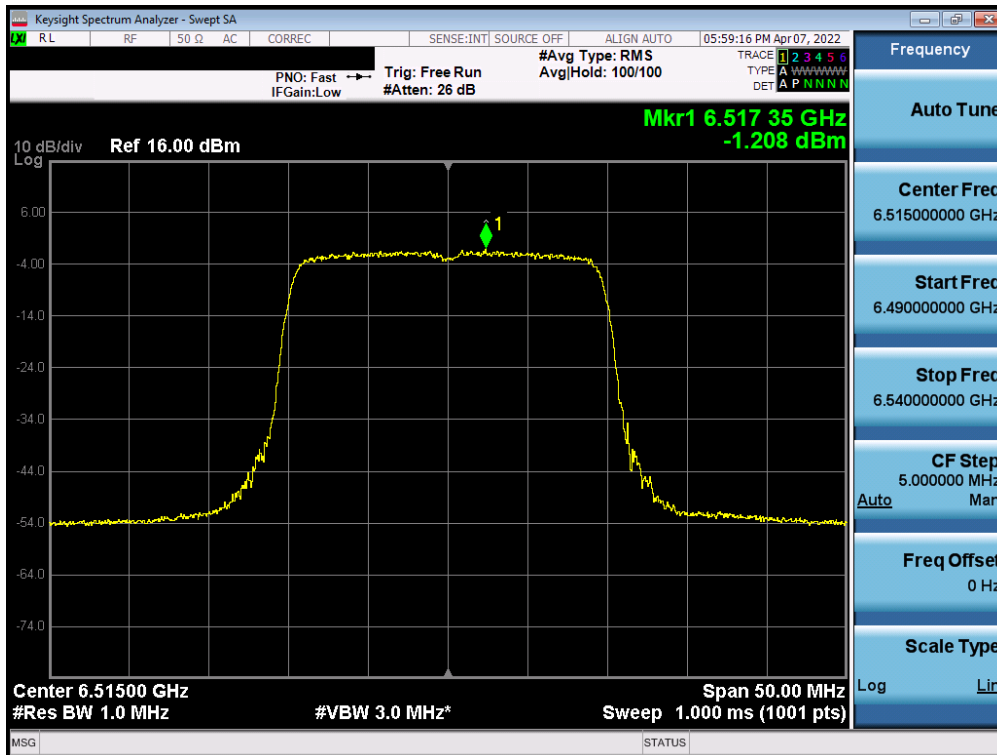 Keysight Spectrum Analyzer - Swept SA
LXI RL RF 50 Ω AC CORREC SENSE:INT SOURCE OFF ALIGN AUTO 05:59:16 PM Apr 07, 2022
PNO: Fast
IFGain:Low
Trig: Free Run
#Atten: 26 dB
#Avg Type: RMS
Avg|Hold: 100/100
TRACE 1 2 3 4 5 6
TYPE A WWWWW
DET A P N N N N
Mkr1 6.517 35 GHz
-1.208 dBm
10 dB/div Ref 16.00 dBm
Log
1
6.00
-4.00
-14.0
-24.0
-34.0
-44.0
-54.0
-64.0
-74.0
Center 6.51500 GHz Span 50.00 MHz
#Res BW 1.0 MHz #VBW 3.0 MHz* Sweep 1.000 ms (1001 pts)
MSG STATUS
Frequency
Auto Tune
Center Freq
6.515000000 GHz
Start Freq
6.490000000 GHz
Stop Freq
6.540000000 GHz
CF Step
5.000000 MHz
Auto Man
Freq Offset
0 Hz
Scale Type
Log Lin